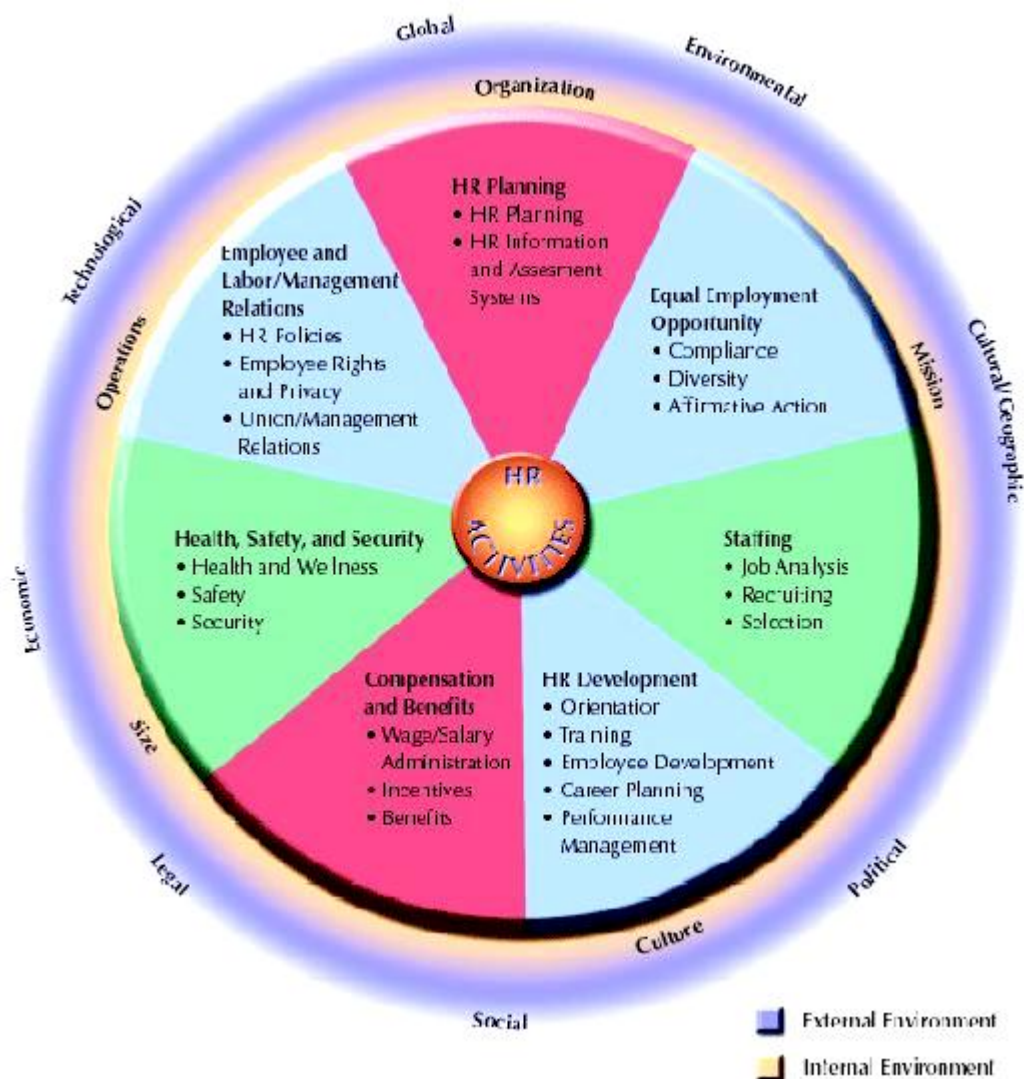 Global
Environmental
Organization
Technological
Operations
Mission
Cultural/Geographic
HR Planning
• HR Planning
• HR Information
and Assesment
Systems
Employee and
Labor/Management
Relations
• HR Policies
• Employee Rights
and Privacy
• Union/Management
Relations
Equal Employment
Opportunity
• Compliance
• Diversity
• Affirmative Action
HR
ACTIVITIES
Health, Safety, and Security
• Health and Wellness
• Safety
• Security
Staffing
• Job Analysis
• Recruiting
• Selection
Economic
Compensation
and Benefits
• Wage/Salary
Administration
• Incentives
• Benefits
HR Development
• Orientation
• Training
• Employee Development
• Career Planning
• Performance
Management
Size
Legal
Political
Culture
Social
External Environment
Internal Environment